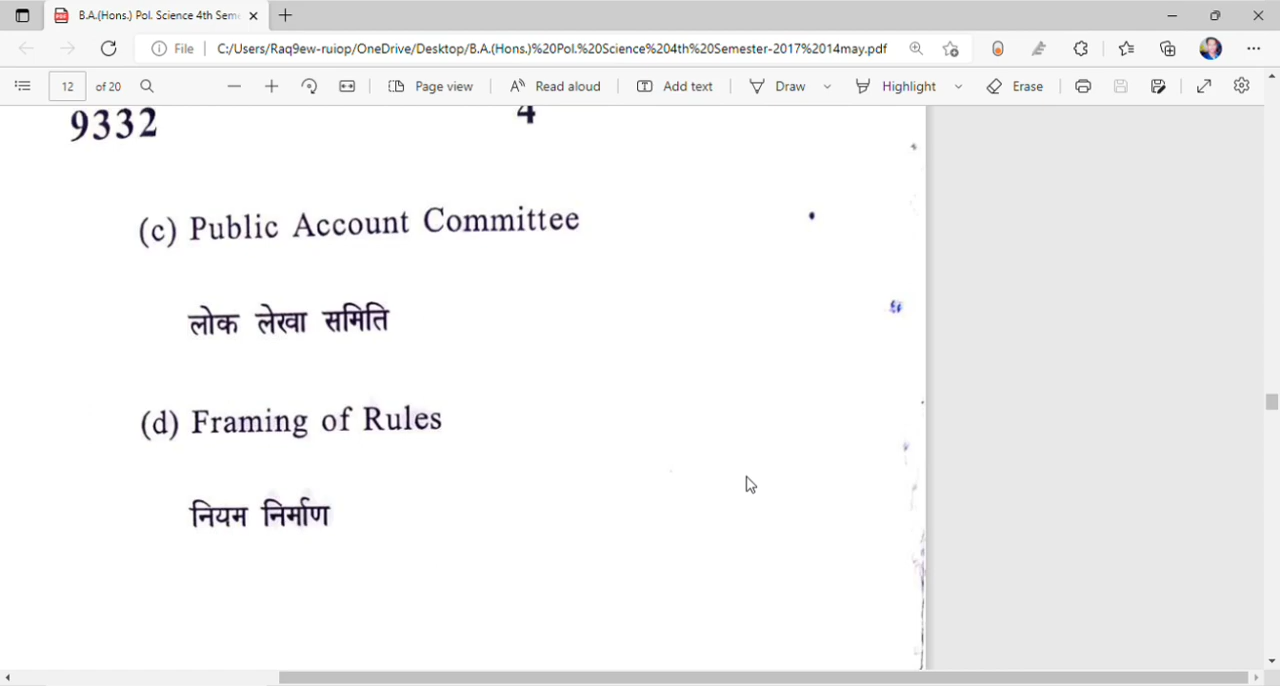 B.A.(Hons.) Pol. Science 4th Sem
File C:/Users/Raq9ew-ruiop/OneDrive/Desktop/B.A.(Hons.)%20Pol.%20Science%204th%20Semester-2017%2014may.pdf
12 of 20 Page view Read aloud Add text Draw Highlight Erase
9332 4
(c) Public Account Committee
लोक लेखा समिति
(d) Framing of Rules
नियम निर्माण